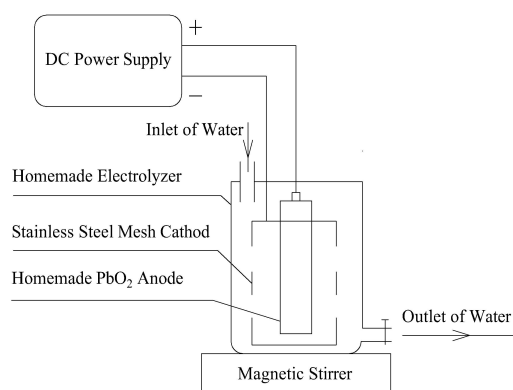 +
DC Power Supply
−
Inlet of Water
Homemade Electrolyzer
Stainless Steel Mesh Cathod
Homemade PbO₂ Anode
Outlet of Water
Magnetic Stirrer